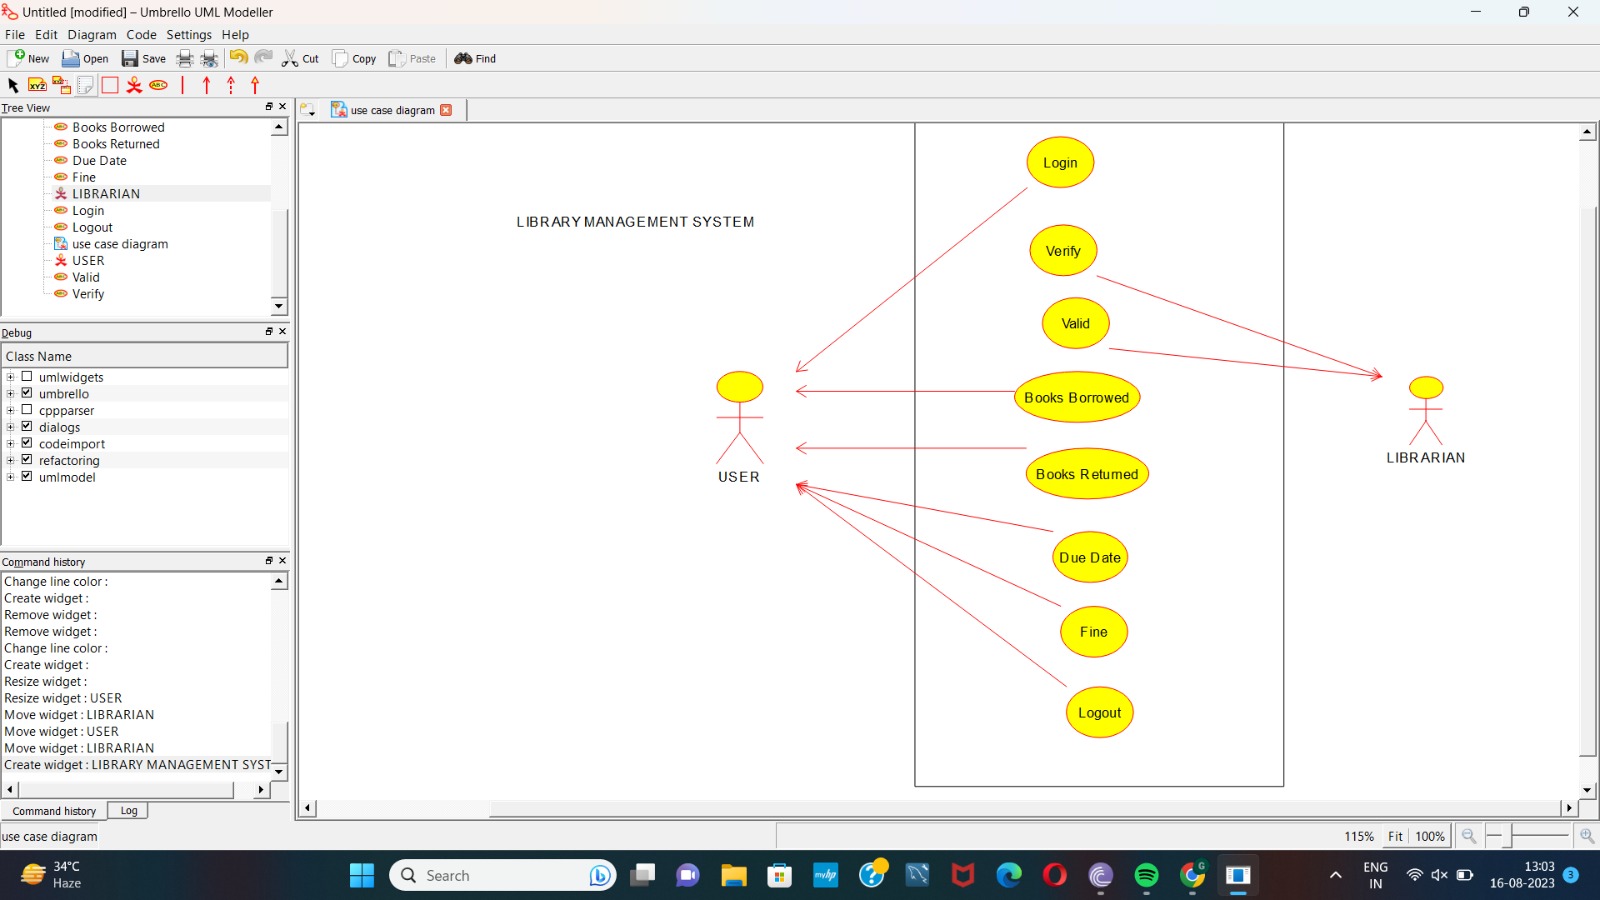 Untitled [modified] – Umbrello UML Modeller
File Edit Diagram Code Settings Help
New Open Save Cut Copy Paste Find
XYZ ABC
Tree View
use case diagram
Books Borrowed
Books Returned
Due Date
Fine
LIBRARIAN
Login
Logout
use case diagram
USER
Valid
Verify
Debug
Class Name
umlwidgets
umbrello
cppparser
dialogs
codeimport
refactoring
umlmodel
Command history
Change line color :
Create widget :
Remove widget :
Remove widget :
Change line color :
Create widget :
Resize widget :
Resize widget : USER
Move widget : LIBRARIAN
Move widget : USER
Move widget : LIBRARIAN
Create widget : LIBRARY MANAGEMENT SYST
Command history Log
LIBRARY MANAGEMENT SYSTEM
Login
Verify
Valid
Books Borrowed
Books Returned
Due Date
Fine
Logout
USER
LIBRARIAN
use case diagram
115% Fit 100%
34°C
Haze
Search
myhp
G
ENG
IN
13:03
16-08-2023
3